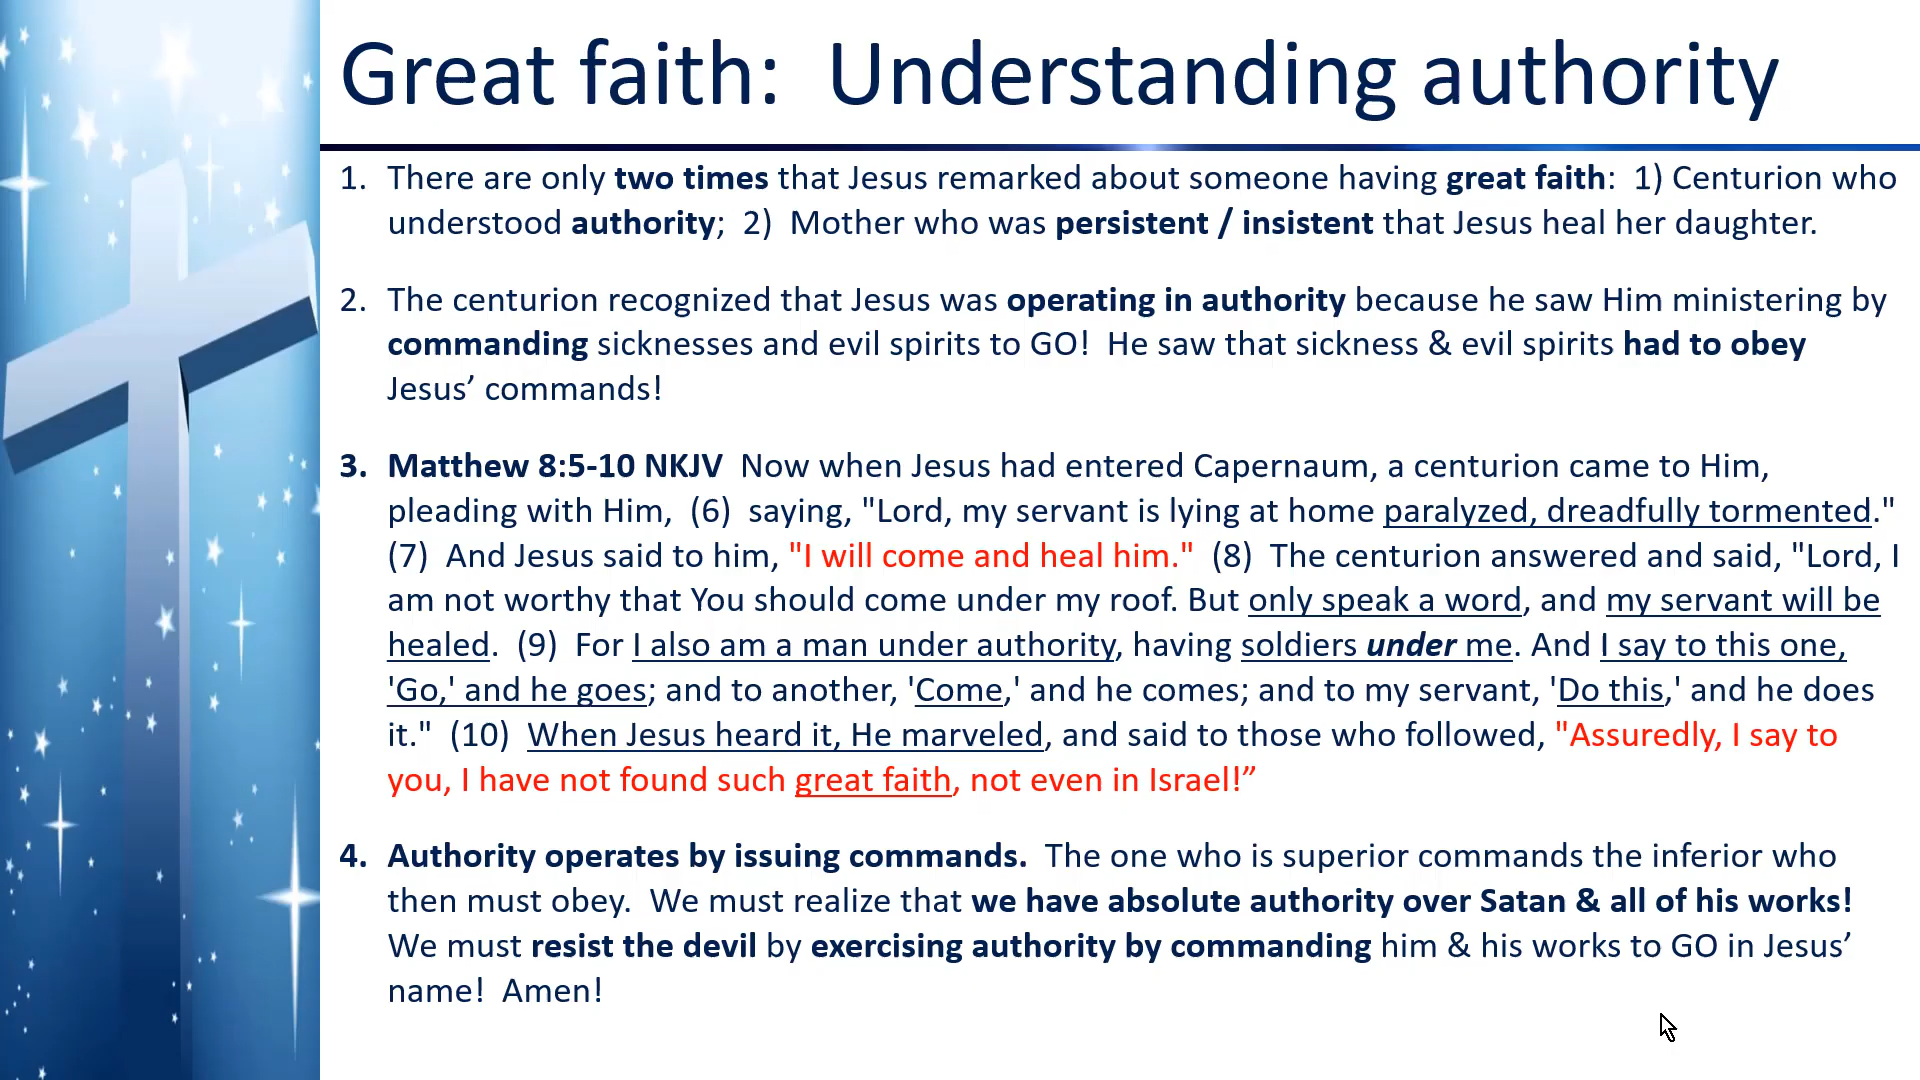 Great faith:  Understanding authority
1. There are only two times that Jesus remarked about someone having great faith:  1) Centurion who
understood authority;  2)  Mother who was persistent / insistent that Jesus heal her daughter.
2. The centurion recognized that Jesus was operating in authority because he saw Him ministering by
commanding sicknesses and evil spirits to GO!  He saw that sickness & evil spirits had to obey
Jesus’ commands!
3. Matthew 8:5-10 NKJV  Now when Jesus had entered Capernaum, a centurion came to Him,
pleading with Him,  (6)  saying, "Lord, my servant is lying at home paralyzed, dreadfully tormented."
(7)  And Jesus said to him, "I will come and heal him."  (8)  The centurion answered and said, "Lord, I
am not worthy that You should come under my roof. But only speak a word, and my servant will be
healed.  (9)  For I also am a man under authority, having soldiers under me. And I say to this one,
'Go,' and he goes; and to another, 'Come,' and he comes; and to my servant, 'Do this,' and he does
it."  (10)  When Jesus heard it, He marveled, and said to those who followed, "Assuredly, I say to
you, I have not found such great faith, not even in Israel!”
4. Authority operates by issuing commands.  The one who is superior commands the inferior who
then must obey.  We must realize that we have absolute authority over Satan & all of his works!
We must resist the devil by exercising authority by commanding him & his works to GO in Jesus’
name!  Amen!